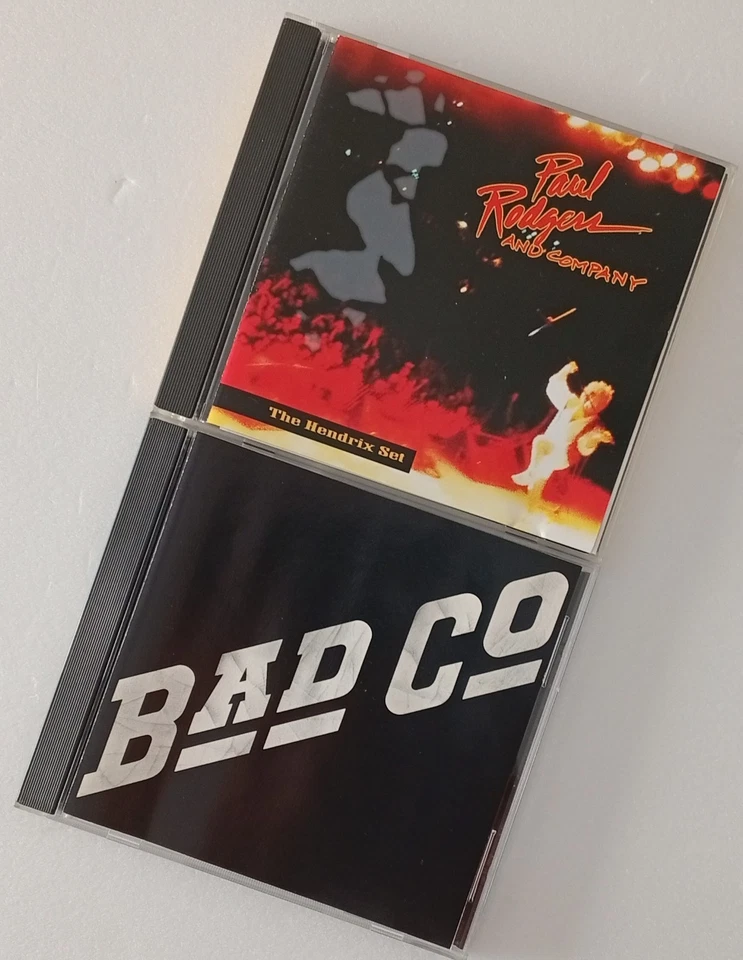 Paul
Rodgers
AND COMPANY
The Hendrix Set
BAD CO